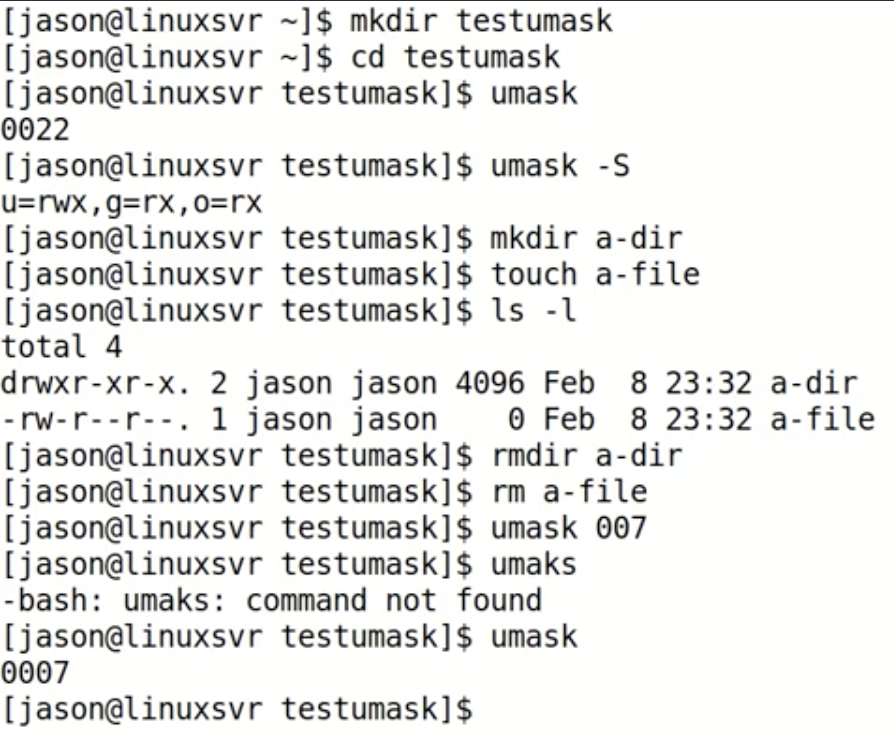 [jason@linuxsvr ~]$ mkdir testumask
[jason@linuxsvr ~]$ cd testumask
[jason@linuxsvr testumask]$ umask
0022
[jason@linuxsvr testumask]$ umask -S
u=rwx,g=rx,o=rx
[jason@linuxsvr testumask]$ mkdir a-dir
[jason@linuxsvr testumask]$ touch a-file
[jason@linuxsvr testumask]$ ls -l
total 4
drwxr-xr-x. 2 jason jason 4096 Feb  8 23:32 a-dir
-rw-r--r--. 1 jason jason    0 Feb  8 23:32 a-file
[jason@linuxsvr testumask]$ rmdir a-dir
[jason@linuxsvr testumask]$ rm a-file
[jason@linuxsvr testumask]$ umask 007
[jason@linuxsvr testumask]$ umaks
-bash: umaks: command not found
[jason@linuxsvr testumask]$ umask
0007
[jason@linuxsvr testumask]$